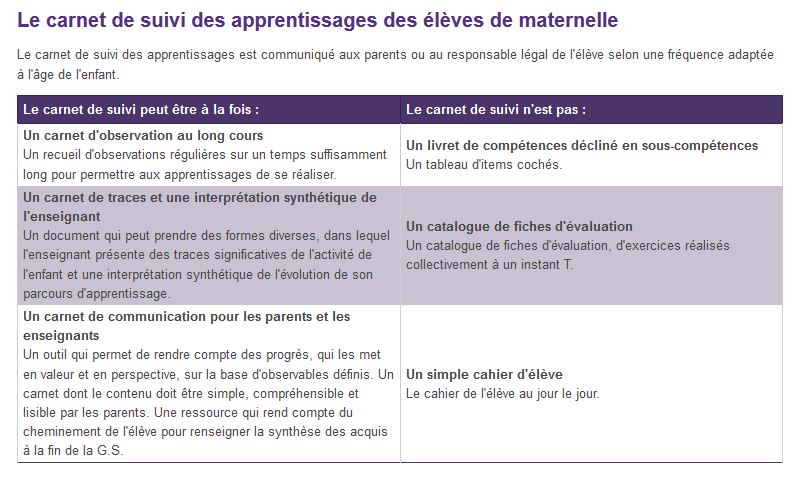 Le carnet de suivi des apprentissages des élèves de maternelle
Le carnet de suivi des apprentissages est communiqué aux parents ou au responsable légal de l'élève selon une fréquence adaptée
à l'âge de l'enfant.
Le carnet de suivi peut être à la fois :
Le carnet de suivi n'est pas :
Un carnet d'observation au long cours
Un recueil d'observations régulières sur un temps suffisamment
long pour permettre aux apprentissages de se réaliser.
Un livret de compétences décliné en sous-compétences
Un tableau d'items cochés.
Un carnet de traces et une interprétation synthétique de
l'enseignant
Un document qui peut prendre des formes diverses, dans lequel
l'enseignant présente des traces significatives de l'activité de
l'enfant et une interprétation synthétique de l'évolution de son
parcours d'apprentissage.
Un catalogue de fiches d'évaluation
Un catalogue de fiches d'évaluation, d'exercices réalisés
collectivement à un instant T.
Un carnet de communication pour les parents et les
enseignants
Un outil qui permet de rendre compte des progrès, qui les met
en valeur et en perspective, sur la base d'observables définis. Un
carnet dont le contenu doit être simple, compréhensible et
lisible par les parents. Une ressource qui rend compte du
cheminement de l'élève pour renseigner la synthèse des acquis
à la fin de la G.S.
Un simple cahier d'élève
Le cahier de l'élève au jour le jour.